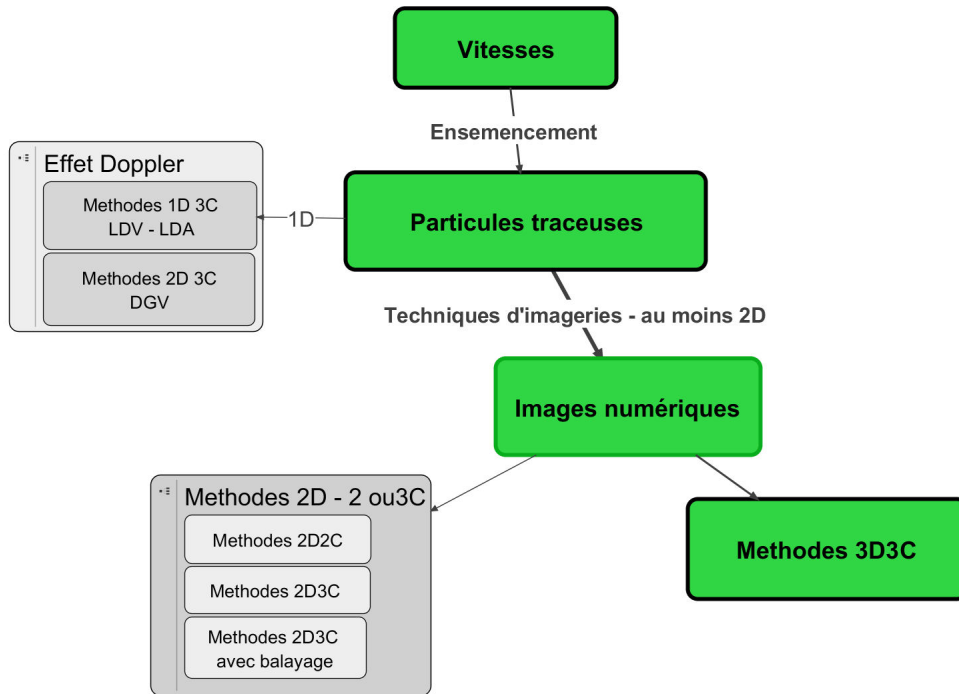 Vitesses
Ensemencement
Effet Doppler
Methodes 1D 3C
LDV - LDA
Methodes 2D 3C
DGV
1D
Particules traceuses
Techniques d'imageries - au moins 2D
Images numériques
Methodes 2D - 2 ou3C
Methodes 2D2C
Methodes 2D3C
Methodes 2D3C
avec balayage
Methodes 3D3C